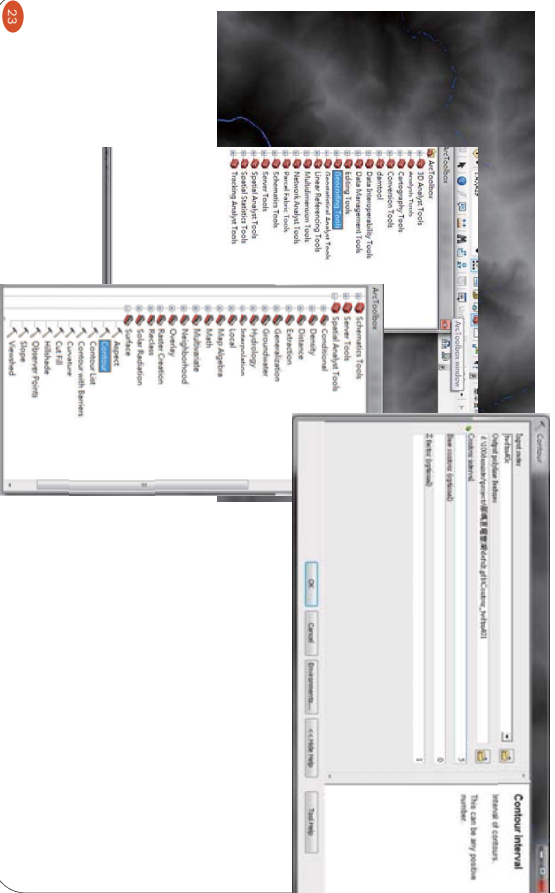 23
ArcToolbox window
ArcToolbox
ArcToolbox
3D Analyst Tools
Analysis Tools
Cartography Tools
Conversion Tools
Data Interoperability Tools
Data Management Tools
Editing Tools
Geocoding Tools
Geostatistical Analyst Tools
Linear Referencing Tools
Multidimension Tools
Network Analyst Tools
Parcel Fabric Tools
Schematics Tools
Server Tools
Spatial Analyst Tools
Spatial Statistics Tools
Tracking Analyst Tools
ArcToolbox
Schematics Tools
Server Tools
Spatial Analyst Tools
Conditional
Density
Distance
Extraction
Generalization
Groundwater
Hydrology
Interpolation
Local
Map Algebra
Math
Multivariate
Neighborhood
Overlay
Raster Creation
Reclass
Solar Radiation
Surface
Aspect
Contour
Contour List
Contour with Barriers
Curvature
Cut Fill
Hillshade
Observer Points
Slope
Viewshed
Contour
Input raster
Output polyline features
Contour interval
5
Base contour (optional)
0
Z factor (optional)
1
OK
Cancel
Environments...
<< Hide Help
Tool Help
Contour interval
Interval of contours.
This can be any positive
number.